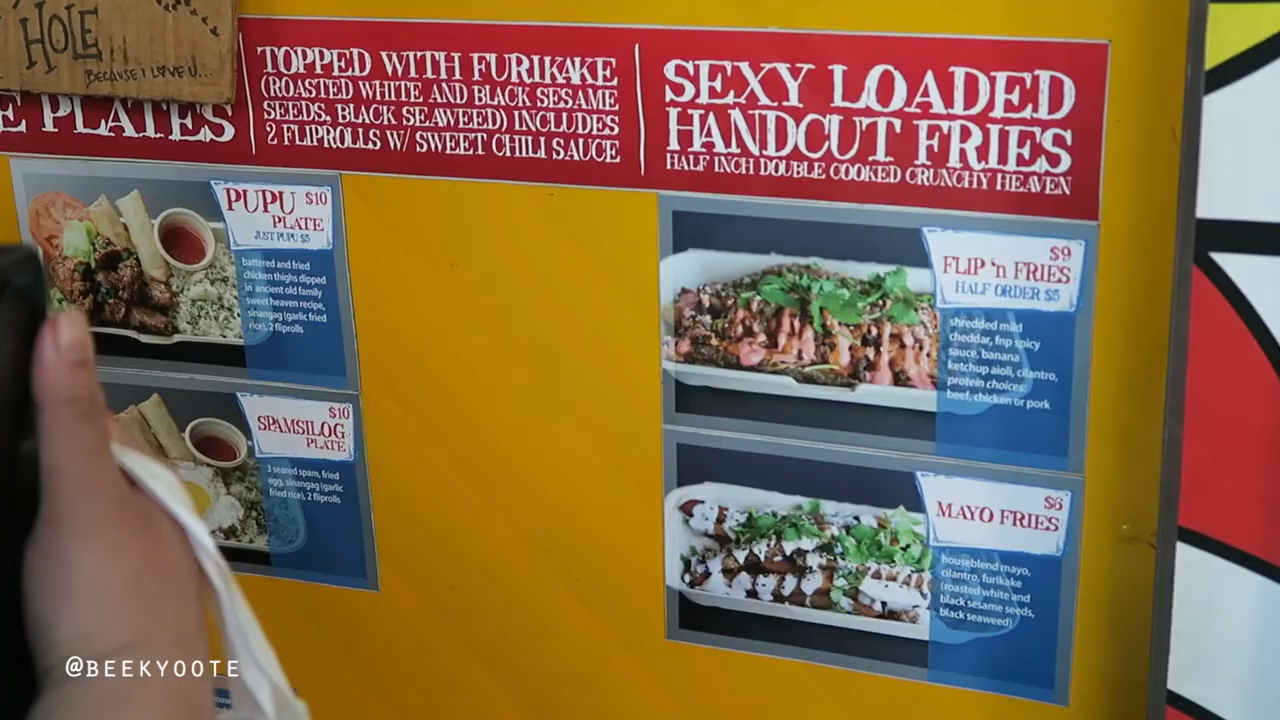 HOLE
BECAUSE I LOVE U...
E PLATES
TOPPED WITH FURIKAKE
(ROASTED WHITE AND BLACK SESAME
SEEDS, BLACK SEAWEED) INCLUDES
2 FLIPROLLS W/ SWEET CHILI SAUCE
SEXY LOADED
HANDCUT FRIES
HALF INCH DOUBLE COOKED CRUNCHY HEAVEN
PUPU $10
PLATE
JUST PUPU $5
battered and fried
chicken thighs dipped
in ancient old family
sweet heaven recipe,
sinangag (garlic fried
rice), 2 fliprolls
$10
SPAMSILOG
PLATE
3 seared spam, fried
egg, sinangag (garlic
fried rice), 2 fliprolls
$9
FLIP 'n FRIES
HALF ORDER $5
shredded mild
cheddar, fnp spicy
sauce, banana
ketchup aioli, cilantro,
protein choices:
beef, chicken or pork
$6
MAYO FRIES
houseblend mayo,
cilantro, furikake
(roasted white and
black sesame seeds,
black seaweed)
@BEEKYOOTE